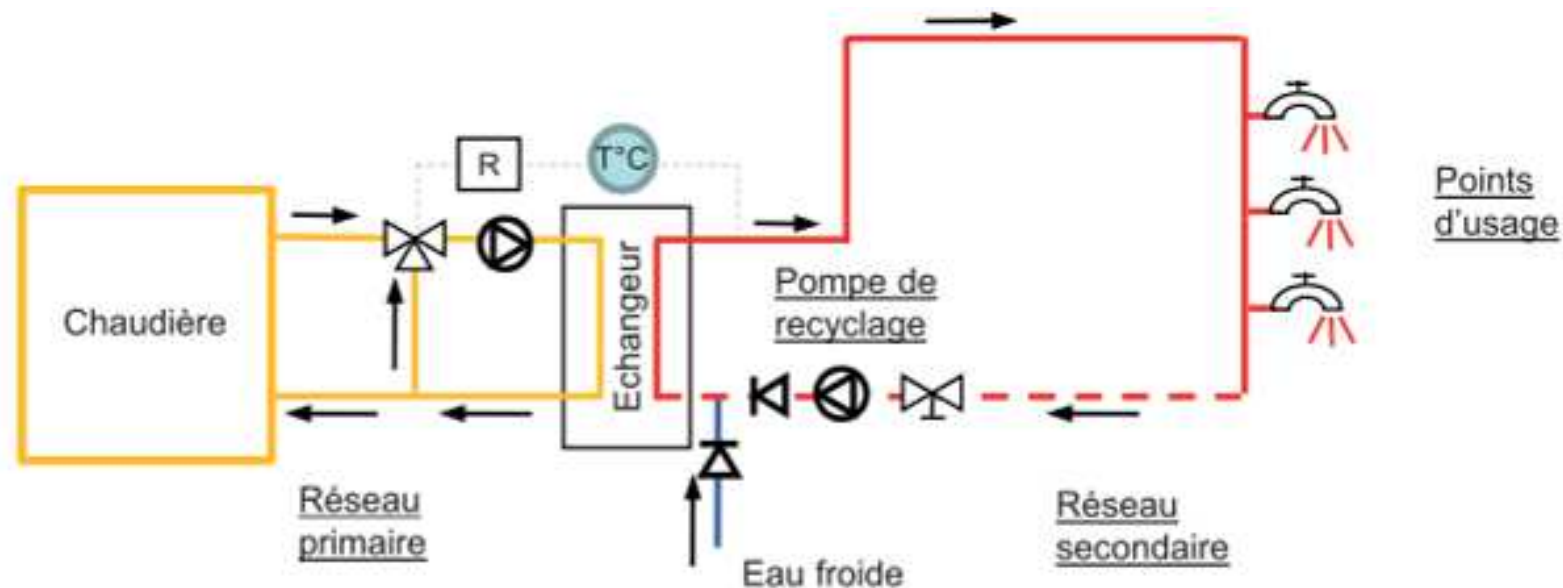 R
T°C
Chaudière
Echangeur
Pompe de
recyclage
Points
d'usage
Réseau
primaire
Réseau
secondaire
Eau froide